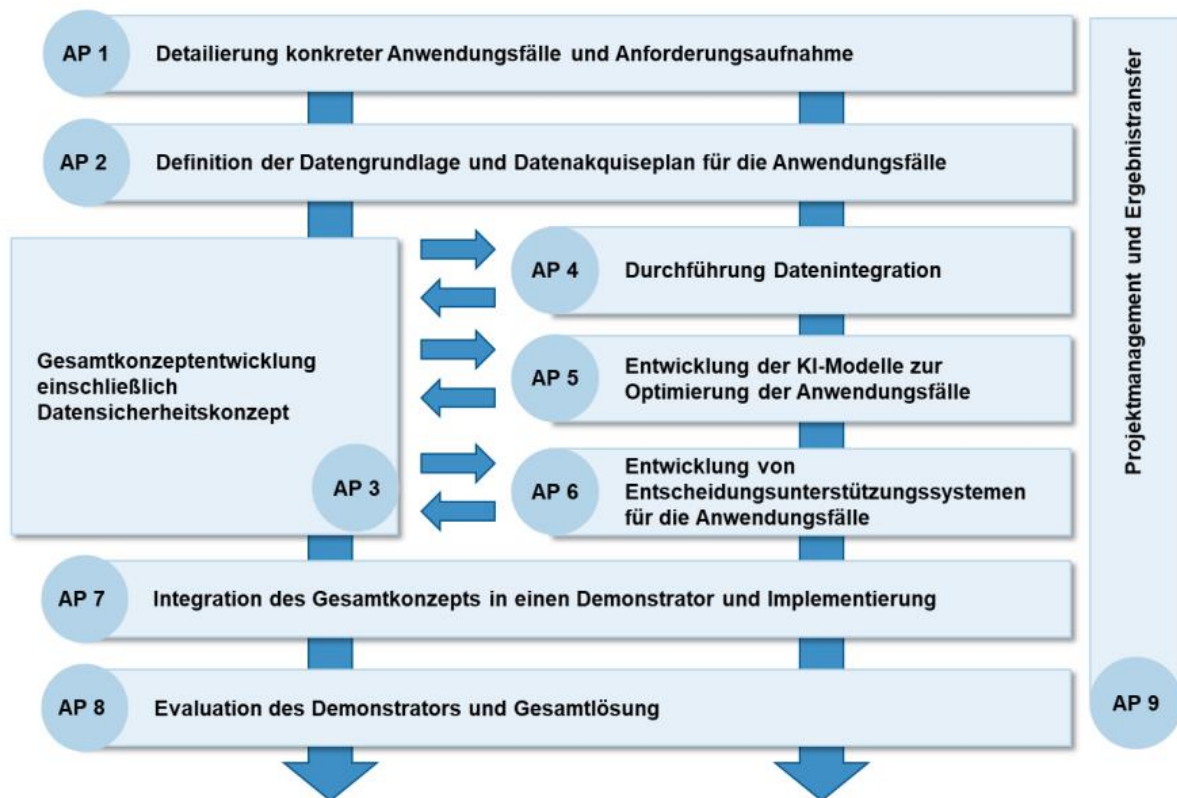 AP 1
Detailierung konkreter Anwendungsfälle und Anforderungsaufnahme
AP 2
Definition der Datengrundlage und Datenakquiseplan für die Anwendungsfälle
Gesamtkonzeptentwicklung
einschließlich
Datensicherheitskonzept
AP 3
AP 4
Durchführung Datenintegration
AP 5
Entwicklung der KI-Modelle zur
Optimierung der Anwendungsfälle
AP 6
Entwicklung von
Entscheidungsunterstützungssystemen
für die Anwendungsfälle
AP 7
Integration des Gesamtkonzepts in einen Demonstrator und Implementierung
AP 8
Evaluation des Demonstrators und Gesamtlösung
Projektmanagement und Ergebnistransfer
AP 9